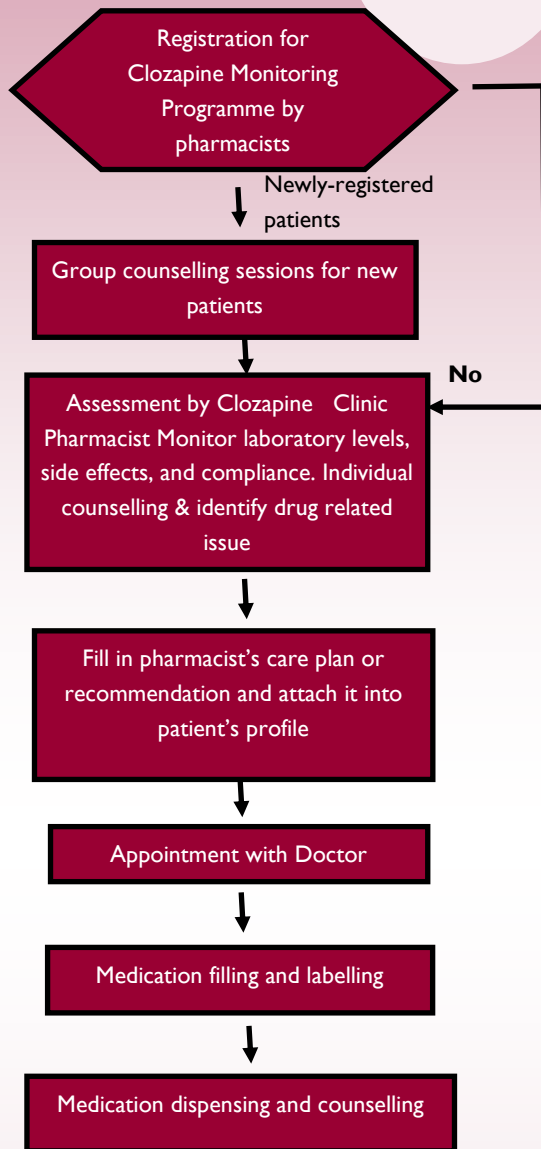 Registration for
Clozapine Monitoring
Programme by
pharmacists
Newly-registered
patients
Group counselling sessions for new
patients
No
Assessment by Clozapine   Clinic
Pharmacist Monitor laboratory levels,
side effects, and compliance. Individual
counselling & identify drug related
issue
Fill in pharmacist’s care plan or
recommendation and attach it into
patient’s profile
Appointment with Doctor
Medication filling and labelling
Medication dispensing and counselling